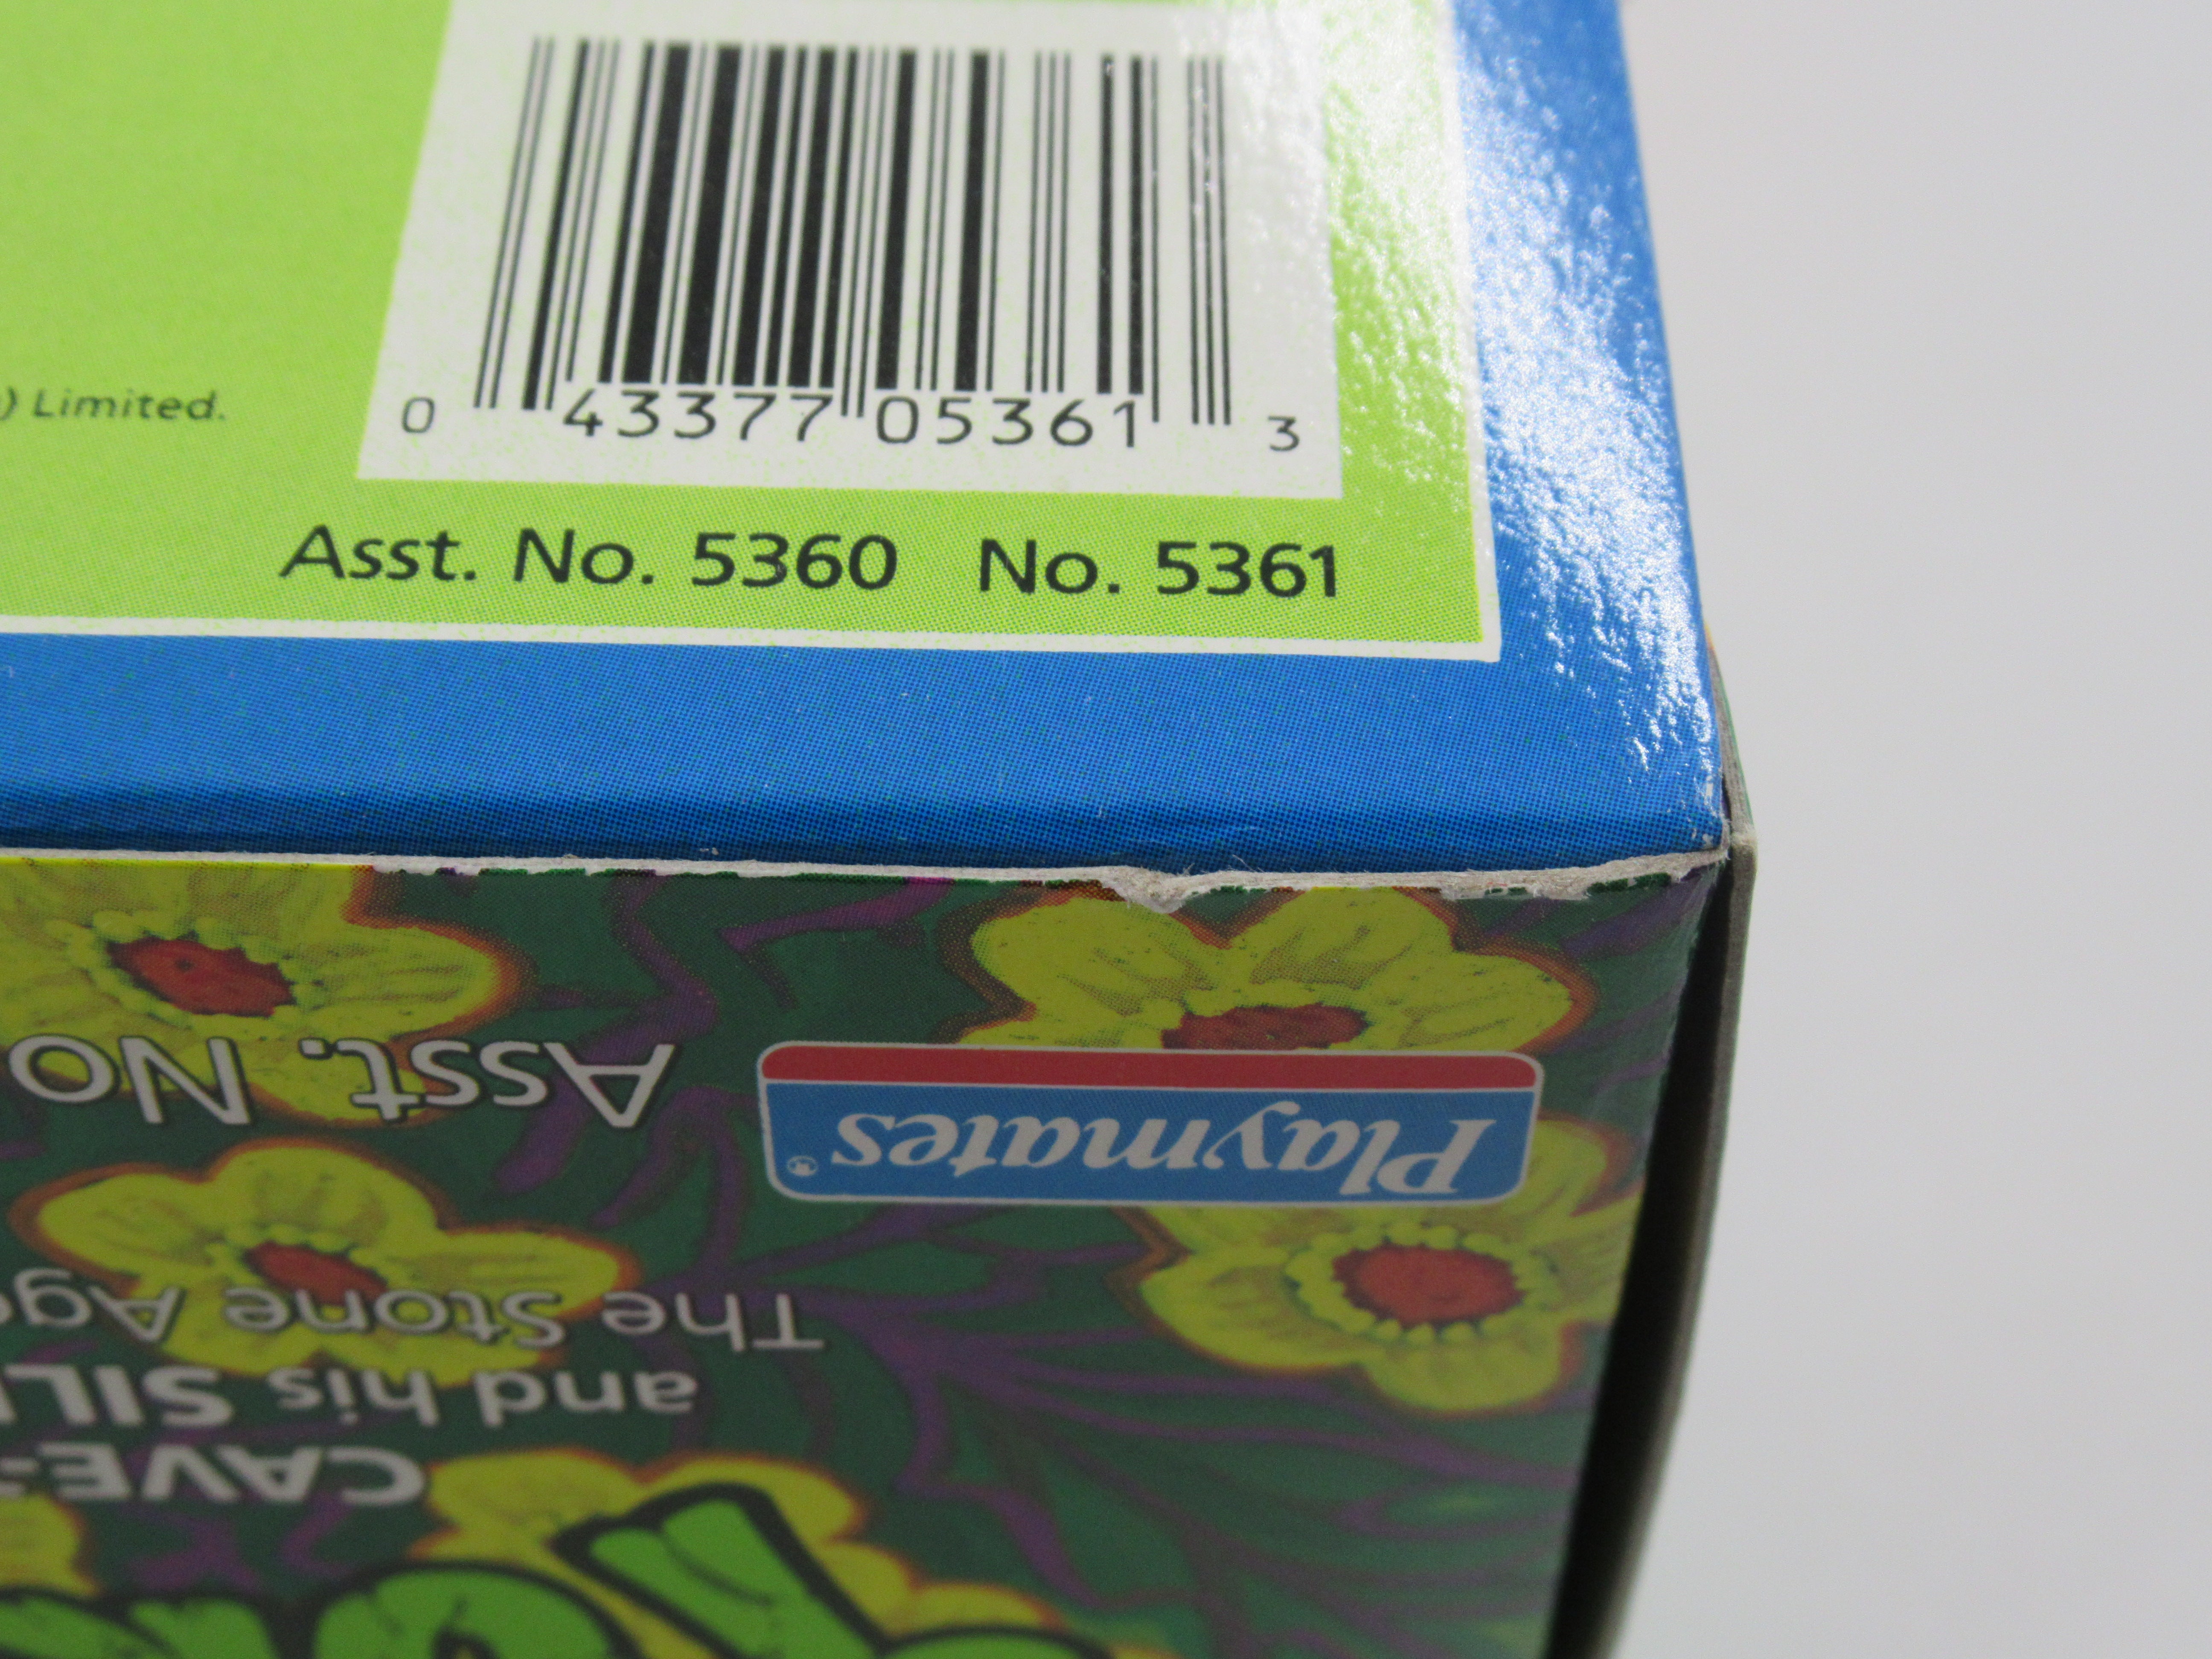 ) Limited.
0 43377 05361 3
Asst. No. 5360 No. 5361
Playmates®
Asst. No
The Stone Age
and his SIL
CAVE-